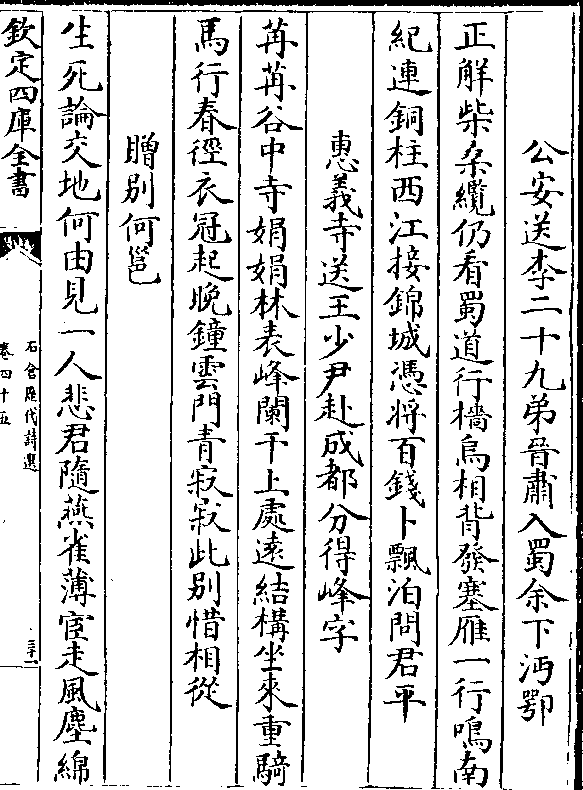 公安送李二十九弟晉肅入蜀余下沔鄂
正解柴桑纜仍看蜀道行檣烏相背發塞雁一行鳴南
紀連銅柱西江接錦城憑將百錢卜飄泊問君平
惠義寺送王少尹赴成都分得峰字
苒苒谷中寺娟娟林表峰闌干上處遠結構坐來重騎
馬行春徑衣冠起晚鐘雲門青寂寂此別惜相從
贈別何邕
生死論交地何由見一人悲君隨燕雀薄宦走風塵綿
欽定四庫全書
石倉歷代詩選
卷四十五